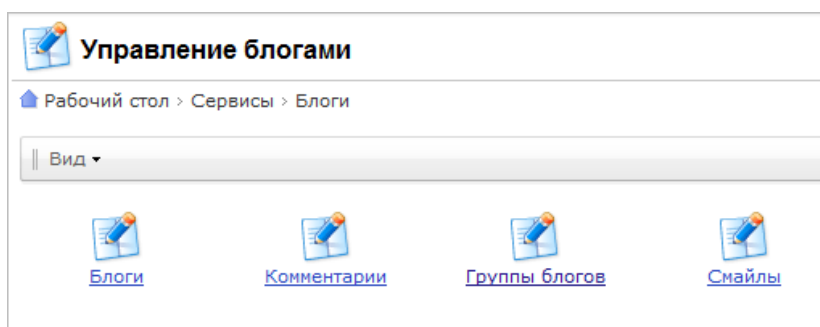 Управление блогами
Рабочий стол > Сервисы > Блоги
Вид
Блоги Комментарии Группы блогов Смайлы